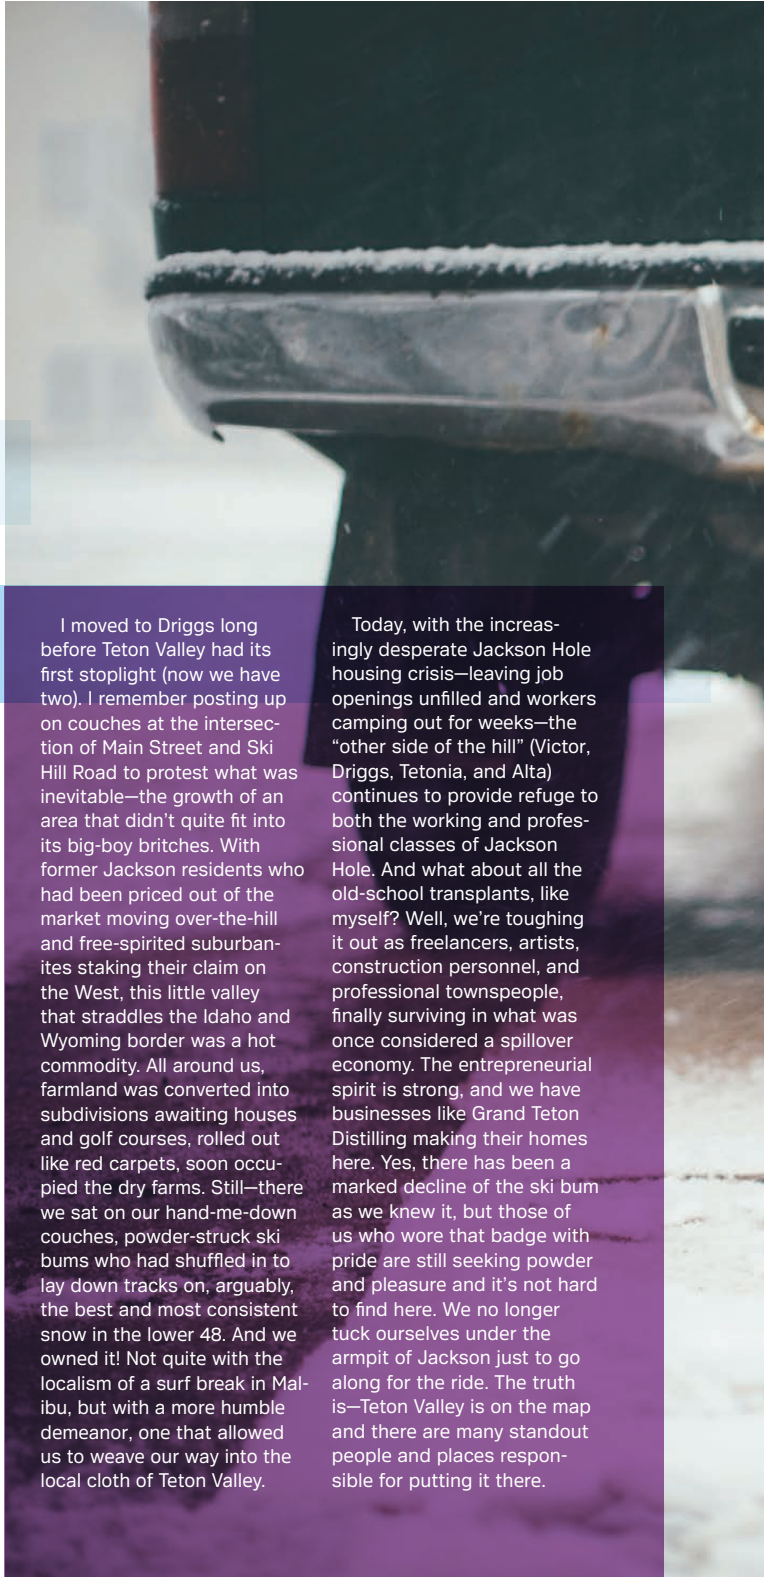 I moved to Driggs long
before Teton Valley had its
first stoplight (now we have
two). I remember posting up
on couches at the intersec-
tion of Main Street and Ski
Hill Road to protest what was
inevitable—the growth of an
area that didn’t quite fit into
its big-boy britches. With
former Jackson residents who
had been priced out of the
market moving over-the-hill
and free-spirited suburban-
ites staking their claim on
the West, this little valley
that straddles the Idaho and
Wyoming border was a hot
commodity. All around us,
farmland was converted into
subdivisions awaiting houses
and golf courses, rolled out
like red carpets, soon occu-
pied the dry farms. Still—there
we sat on our hand-me-down
couches, powder-struck ski
bums who had shuffled in to
lay down tracks on, arguably,
the best and most consistent
snow in the lower 48. And we
owned it! Not quite with the
localism of a surf break in Mal-
ibu, but with a more humble
demeanor, one that allowed
us to weave our way into the
local cloth of Teton Valley.
Today, with the increas-
ingly desperate Jackson Hole
housing crisis—leaving job
openings unfilled and workers
camping out for weeks—the
“other side of the hill” (Victor,
Driggs, Tetonia, and Alta)
continues to provide refuge to
both the working and profes-
sional classes of Jackson
Hole. And what about all the
old-school transplants, like
myself? Well, we’re toughing
it out as freelancers, artists,
construction personnel, and
professional townspeople,
finally surviving in what was
once considered a spillover
economy. The entrepreneurial
spirit is strong, and we have
businesses like Grand Teton
Distilling making their homes
here. Yes, there has been a
marked decline of the ski bum
as we knew it, but those of
us who wore that badge with
pride are still seeking powder
and pleasure and it’s not hard
to find here. We no longer
tuck ourselves under the
armpit of Jackson just to go
along for the ride. The truth
is—Teton Valley is on the map
and there are many standout
people and places respon-
sible for putting it there.